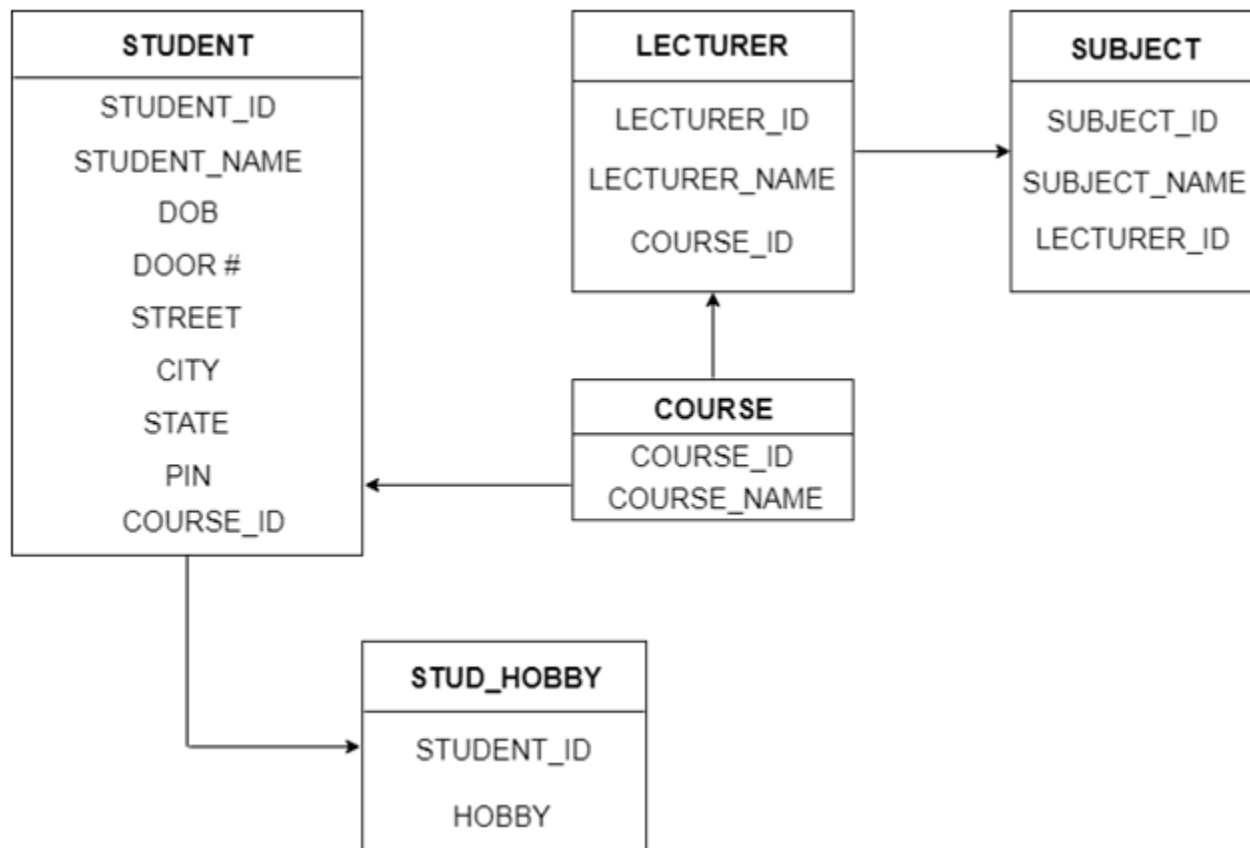 STUDENT
STUDENT_ID
STUDENT_NAME
DOB
DOOR #
STREET
CITY
STATE
PIN
COURSE_ID
LECTURER
LECTURER_ID
LECTURER_NAME
COURSE_ID
SUBJECT
SUBJECT_ID
SUBJECT_NAME
LECTURER_ID
COURSE
COURSE_ID
COURSE_NAME
STUD_HOBBY
STUDENT_ID
HOBBY